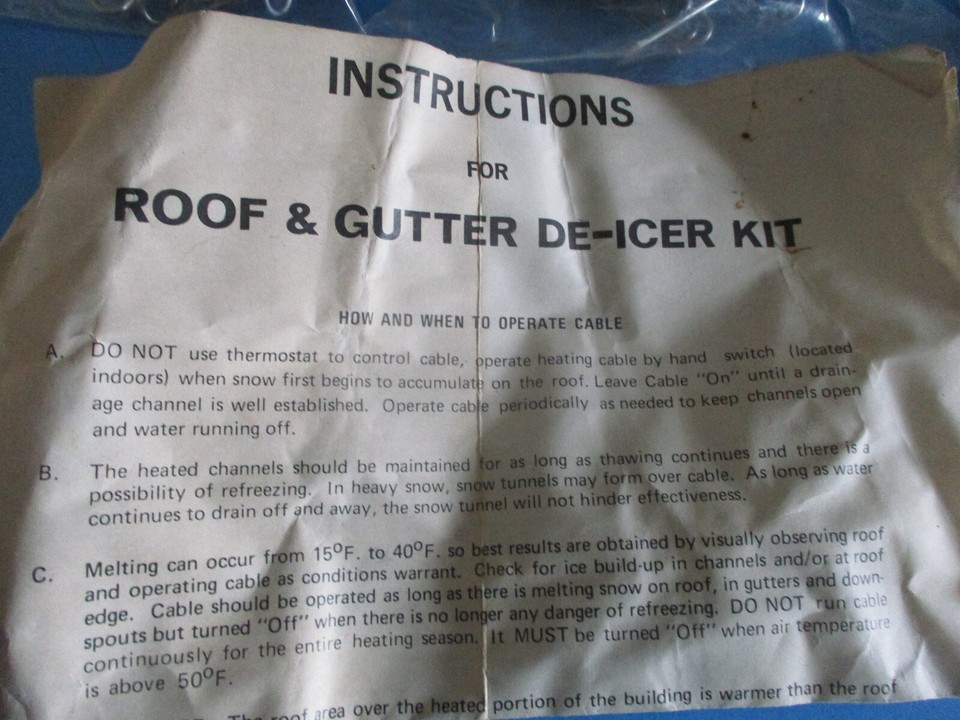 INSTRUCTIONS
FOR
ROOF & GUTTER DE-ICER KIT
HOW AND WHEN TO OPERATE CABLE
A. DO NOT use thermostat to control cable, operate heating cable by hand switch (located
indoors) when snow first begins to accumulate on the roof. Leave Cable "On" until a drain-
age channel is well established. Operate cable periodically as needed to keep channels open
and water running off.
B. The heated channels should be maintained for as long as thawing continues and there is a
possibility of refreezing. In heavy snow, snow tunnels may form over cable. As long as water
continues to drain off and away, the snow tunnel will not hinder effectiveness.
C. Melting can occur from 15°F. to 40°F. so best results are obtained by visually observing roof
and operating cable as conditions warrant. Check for ice build-up in channels and/or at roof
edge. Cable should be operated as long as there is melting snow on roof, in gutters and down-
spouts but turned "Off" when there is no longer any danger of refreezing. DO NOT run cable
continuously for the entire heating season. It MUST be turned "Off" when air temperature
is above 50°F.
The roof area over the heated portion of the building is warmer than the roof